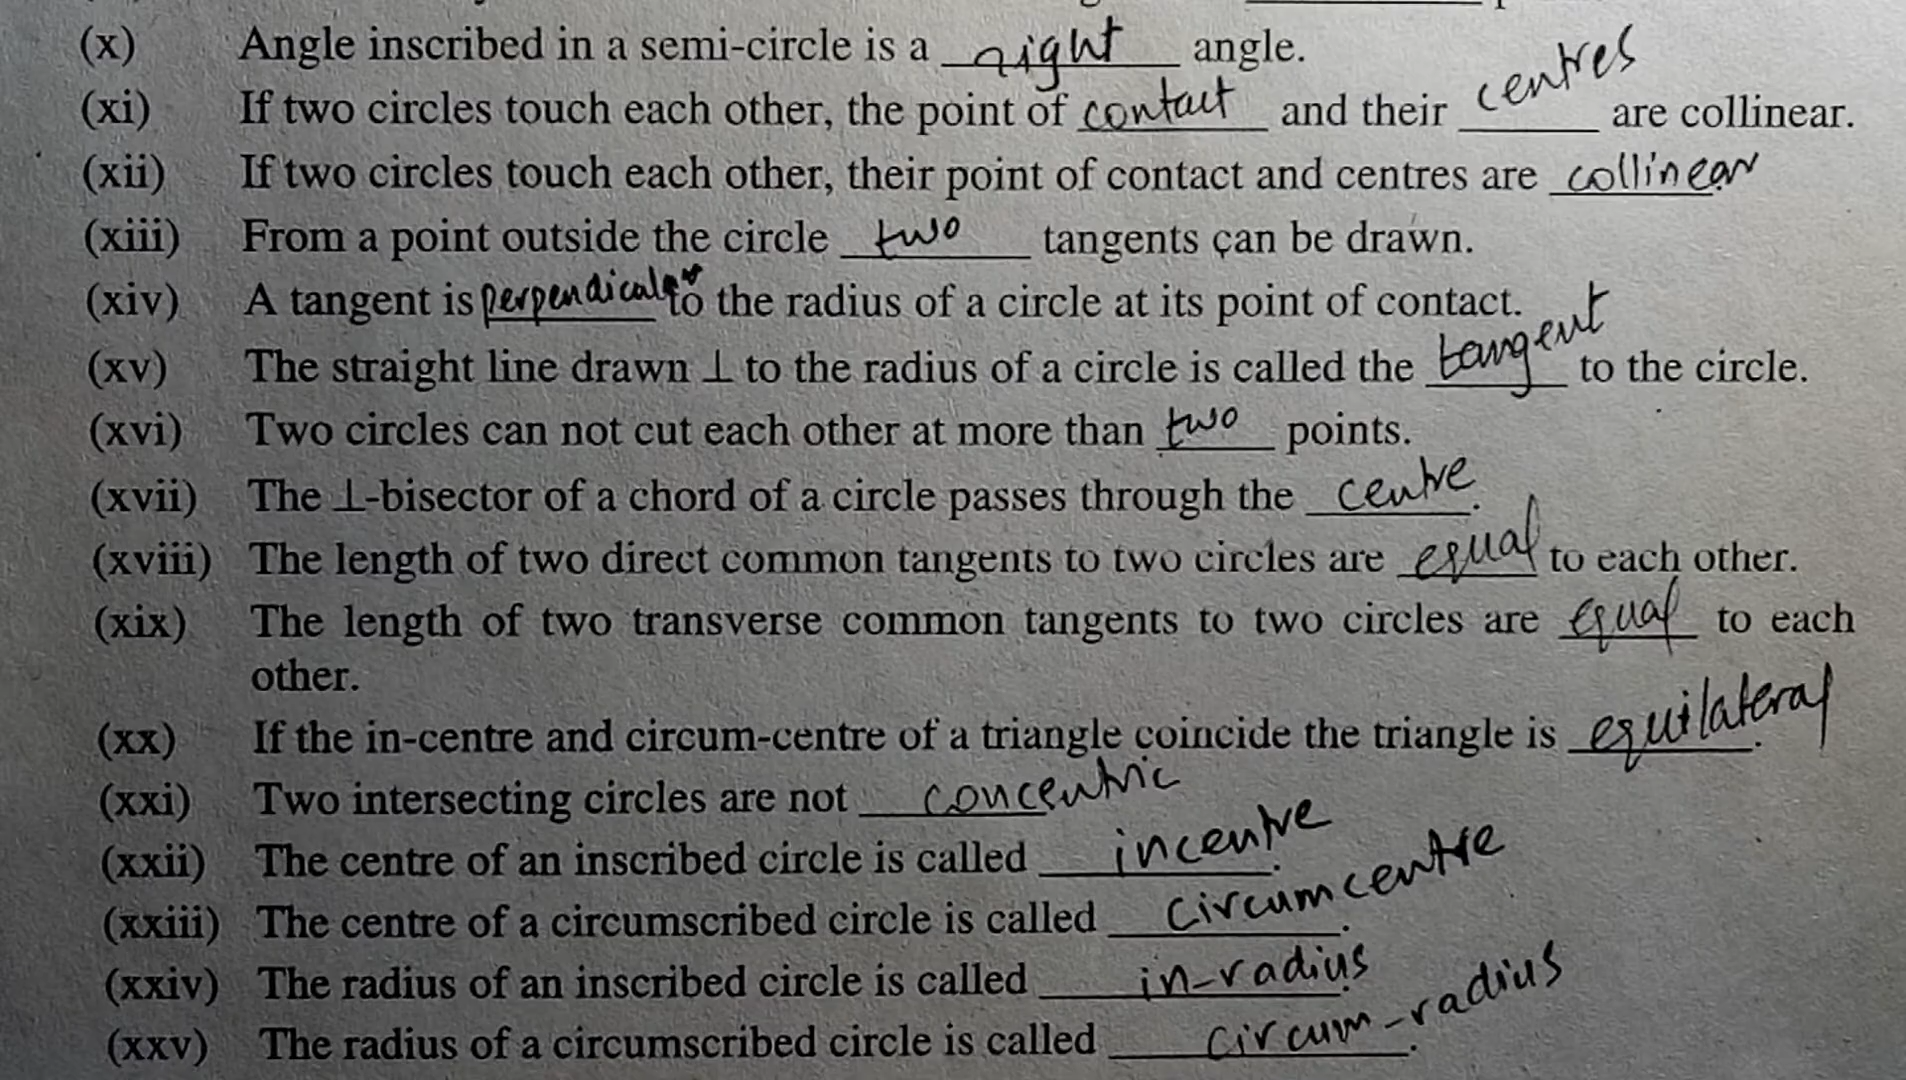 (x) Angle inscribed in a semi-circle is a right angle.
(xi) If two circles touch each other, the point of contact and their centres are collinear.
(xii) If two circles touch each other, their point of contact and centres are collinear
(xiii) From a point outside the circle two tangents can be drawn.
(xiv) A tangent is perpendicalar to the radius of a circle at its point of contact.
(xv) The straight line drawn ⊥ to the radius of a circle is called the tangent to the circle.
(xvi) Two circles can not cut each other at more than two points.
(xvii) The ⊥-bisector of a chord of a circle passes through the centre.
(xviii) The length of two direct common tangents to two circles are equal to each other.
(xix) The length of two transverse common tangents to two circles are equal to each
other.
(xx) If the in-centre and circum-centre of a triangle coincide the triangle is equilateral.
(xxi) Two intersecting circles are not concentric
(xxii) The centre of an inscribed circle is called incentre.
(xxiii) The centre of a circumscribed circle is called circumcentre.
(xxiv) The radius of an inscribed circle is called in-radius.
(xxv) The radius of a circumscribed circle is called circum-radius.